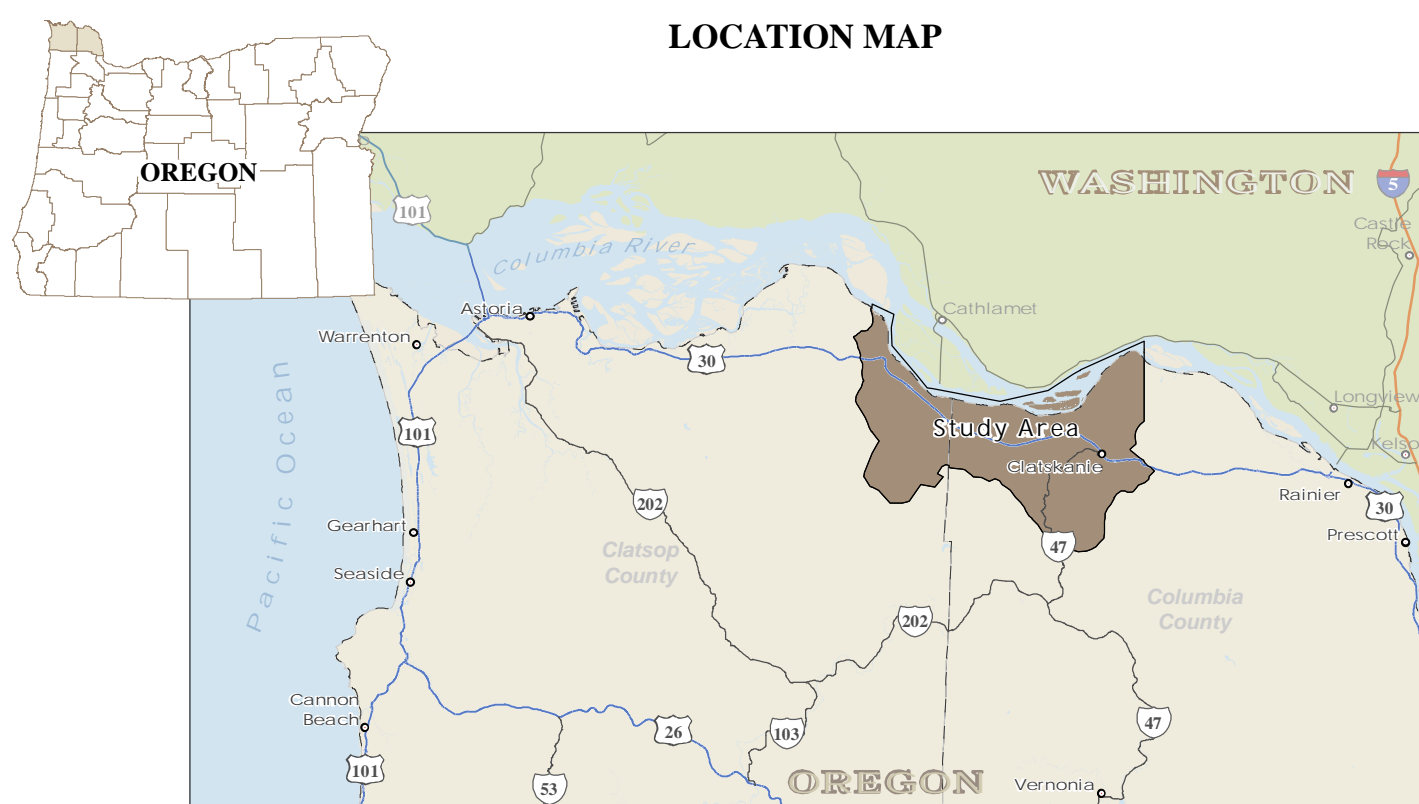 LOCATION MAP
OREGON
WASHINGTON
5
101
Castle
Rock
Columbia River
Astoria
Cathlamet
Warrenton
30
Longview
101
Study Area
Kelso
Clatskanie
Pacific Ocean
Rainier
202
30
Gearhart
Prescott
47
Clatsop
County
Seaside
Columbia
County
202
Cannon
Beach
26
103
47
101
OREGON
53
Vernonia